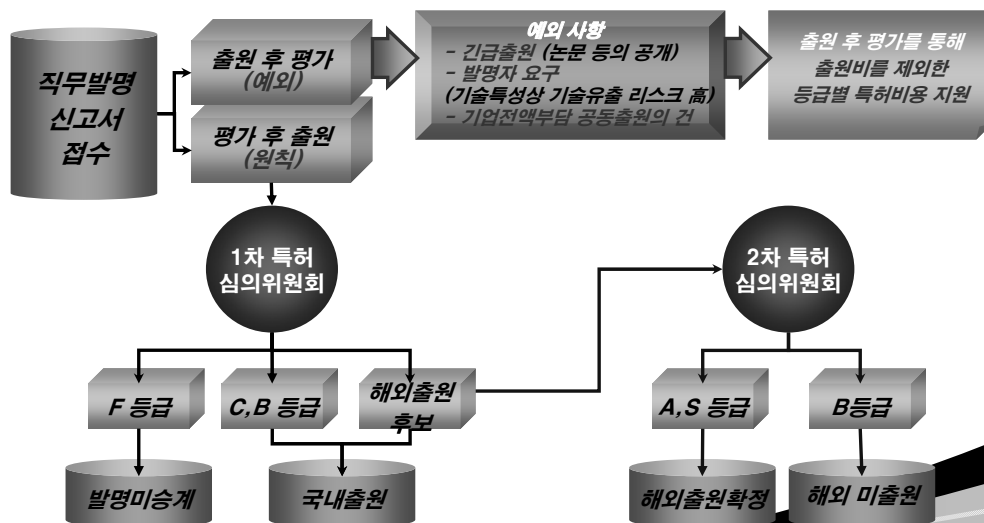 직무발명
신고서
접수
출원 후 평가
(예외)
평가 후 출원
(원칙)
예외 사항
- 긴급출원 (논문 등의 공개)
- 발명자 요구
(기술특성상 기술유출 리스크 高)
- 기업전액부담 공동출원의 건
출원 후 평가를 통해
출원비를 제외한
등급별 특허비용 지원
1차 특허
심의위원회
2차 특허
심의위원회
F 등급
C,B 등급
해외출원
후보
A,S 등급
B등급
발명미승계
국내출원
해외출원확정
해외 미출원